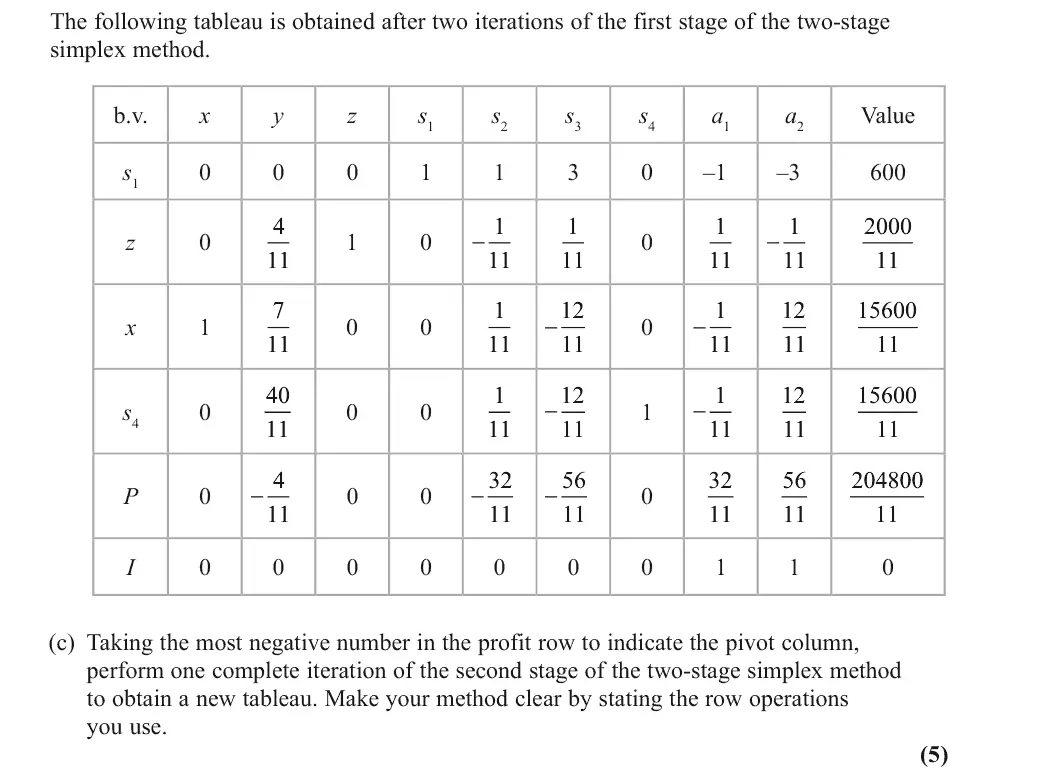 The following tableau is obtained after two iterations of the first stage of the two-stage
simplex method.
b.v. x y z s₁ s₂ s₃ s₄ a₁ a₂ Value
s₁ 0 0 0 1 1 3 0 –1 –3 600
z 0 4/11 1 0 –1/11 1/11 0 1/11 –1/11 2000/11
x 1 7/11 0 0 1/11 –12/11 0 –1/11 12/11 15600/11
s₄ 0 40/11 0 0 1/11 –12/11 1 –1/11 12/11 15600/11
P 0 –4/11 0 0 –32/11 –56/11 0 32/11 56/11 204800/11
I 0 0 0 0 0 0 0 1 1 0
(c) Taking the most negative number in the profit row to indicate the pivot column,
perform one complete iteration of the second stage of the two-stage simplex method
to obtain a new tableau. Make your method clear by stating the row operations
you use.
(5)